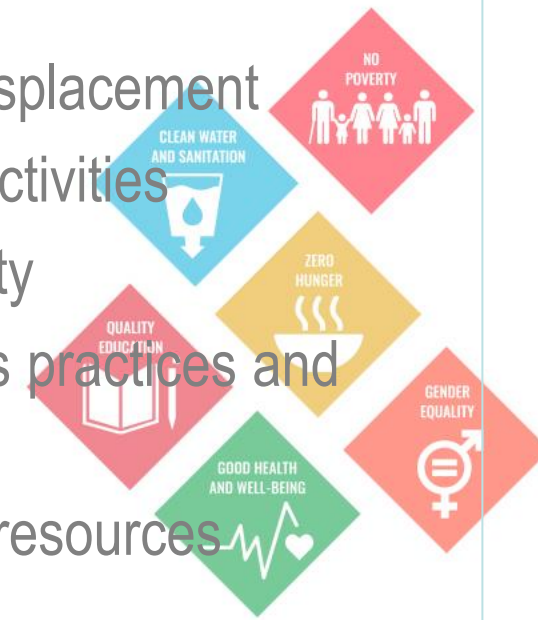 splacement
NO
POVERTY
CLEAN WATER
AND SANITATION
ctivities
ty
ZERO
HUNGER
QUALITY
EDUCATION
s practices and
GENDER
EQUALITY
GOOD HEALTH
AND WELL-BEING
resources